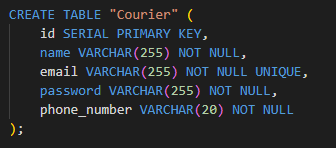 CREATE TABLE "Courier" (
    id SERIAL PRIMARY KEY,
    name VARCHAR(255) NOT NULL,
    email VARCHAR(255) NOT NULL UNIQUE,
    password VARCHAR(255) NOT NULL,
    phone_number VARCHAR(20) NOT NULL
);